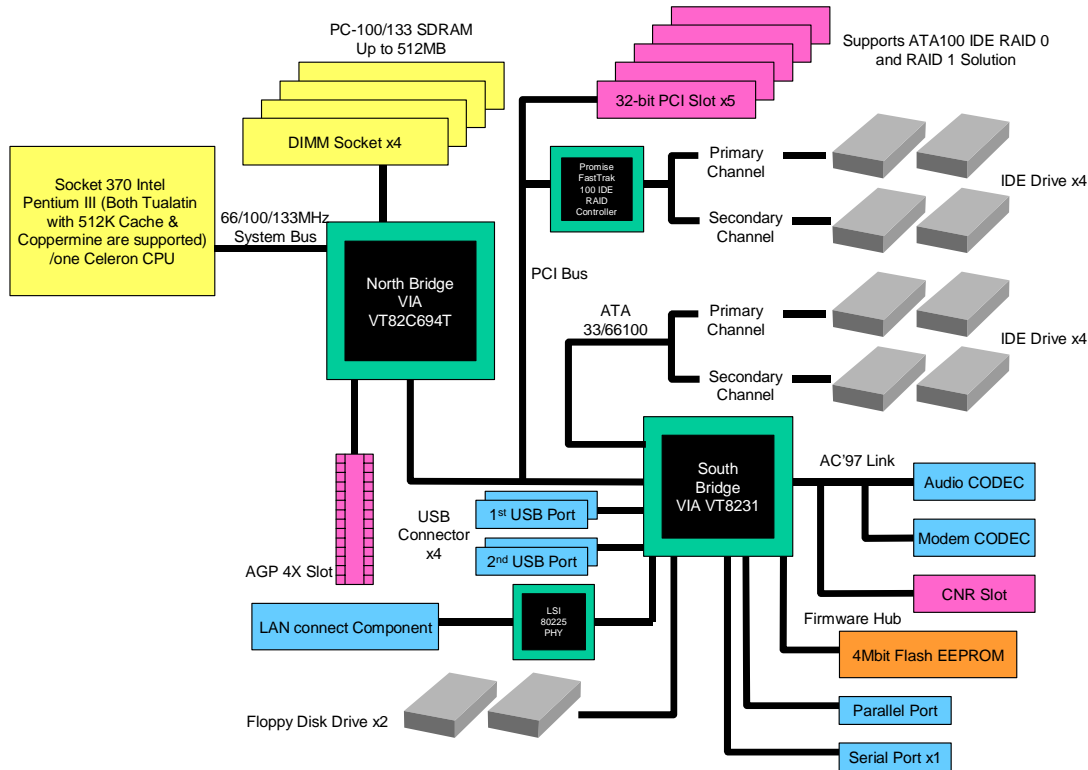 PC-100/133 SDRAM
Up to 512MB
Supports ATA100 IDE RAID 0
and RAID 1 Solution
32-bit PCI Slot x5
DIMM Socket x4
Socket 370 Intel
Pentium III (Both Tualatin
with 512K Cache &
Coppermine are supported)
/one Celeron CPU
66/100/133MHz
System Bus
Promise
FastTrak
100 IDE
RAID
Controller
Primary
Channel
Secondary
Channel
IDE Drive x4
North Bridge
VIA
VT82C694T
PCI Bus
ATA
33/66100
Primary
Channel
Secondary
Channel
IDE Drive x4
South
Bridge
VIA VT8231
AC'97 Link
Audio CODEC
Modem CODEC
CNR Slot
USB
Connector
x4
1st USB Port
2nd USB Port
AGP 4X Slot
LAN connect Component
LSI
80225
PHY
Firmware Hub
4Mbit Flash EEPROM
Floppy Disk Drive x2
Parallel Port
Serial Port x1